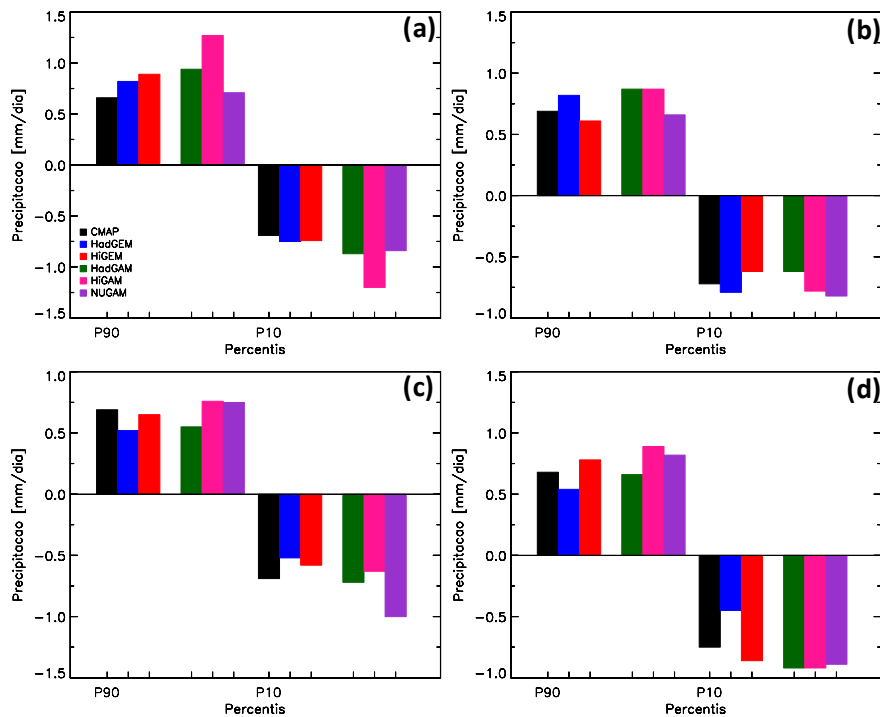 (a)
1.5
1.0
0.5
0.0
−0.5
−1.0
−1.5
Precipitacao [mm/dia]
CMAP
HadGEM
HiGEM
HadGAM
HiGAM
NUGAM
P90
P10
Percentis
(b)
1.5
1.0
0.5
0.0
−0.5
−1.0
Precipitacao [mm/dia]
P90
P10
Percentis
(c)
1.0
0.5
0.0
−0.5
−1.0
−1.5
Precipitacao [mm/dia]
P90
P10
Percentis
(d)
1.5
1.0
0.5
0.0
−0.5
−1.0
Precipitacao [mm/dia]
P90
P10
Percentis